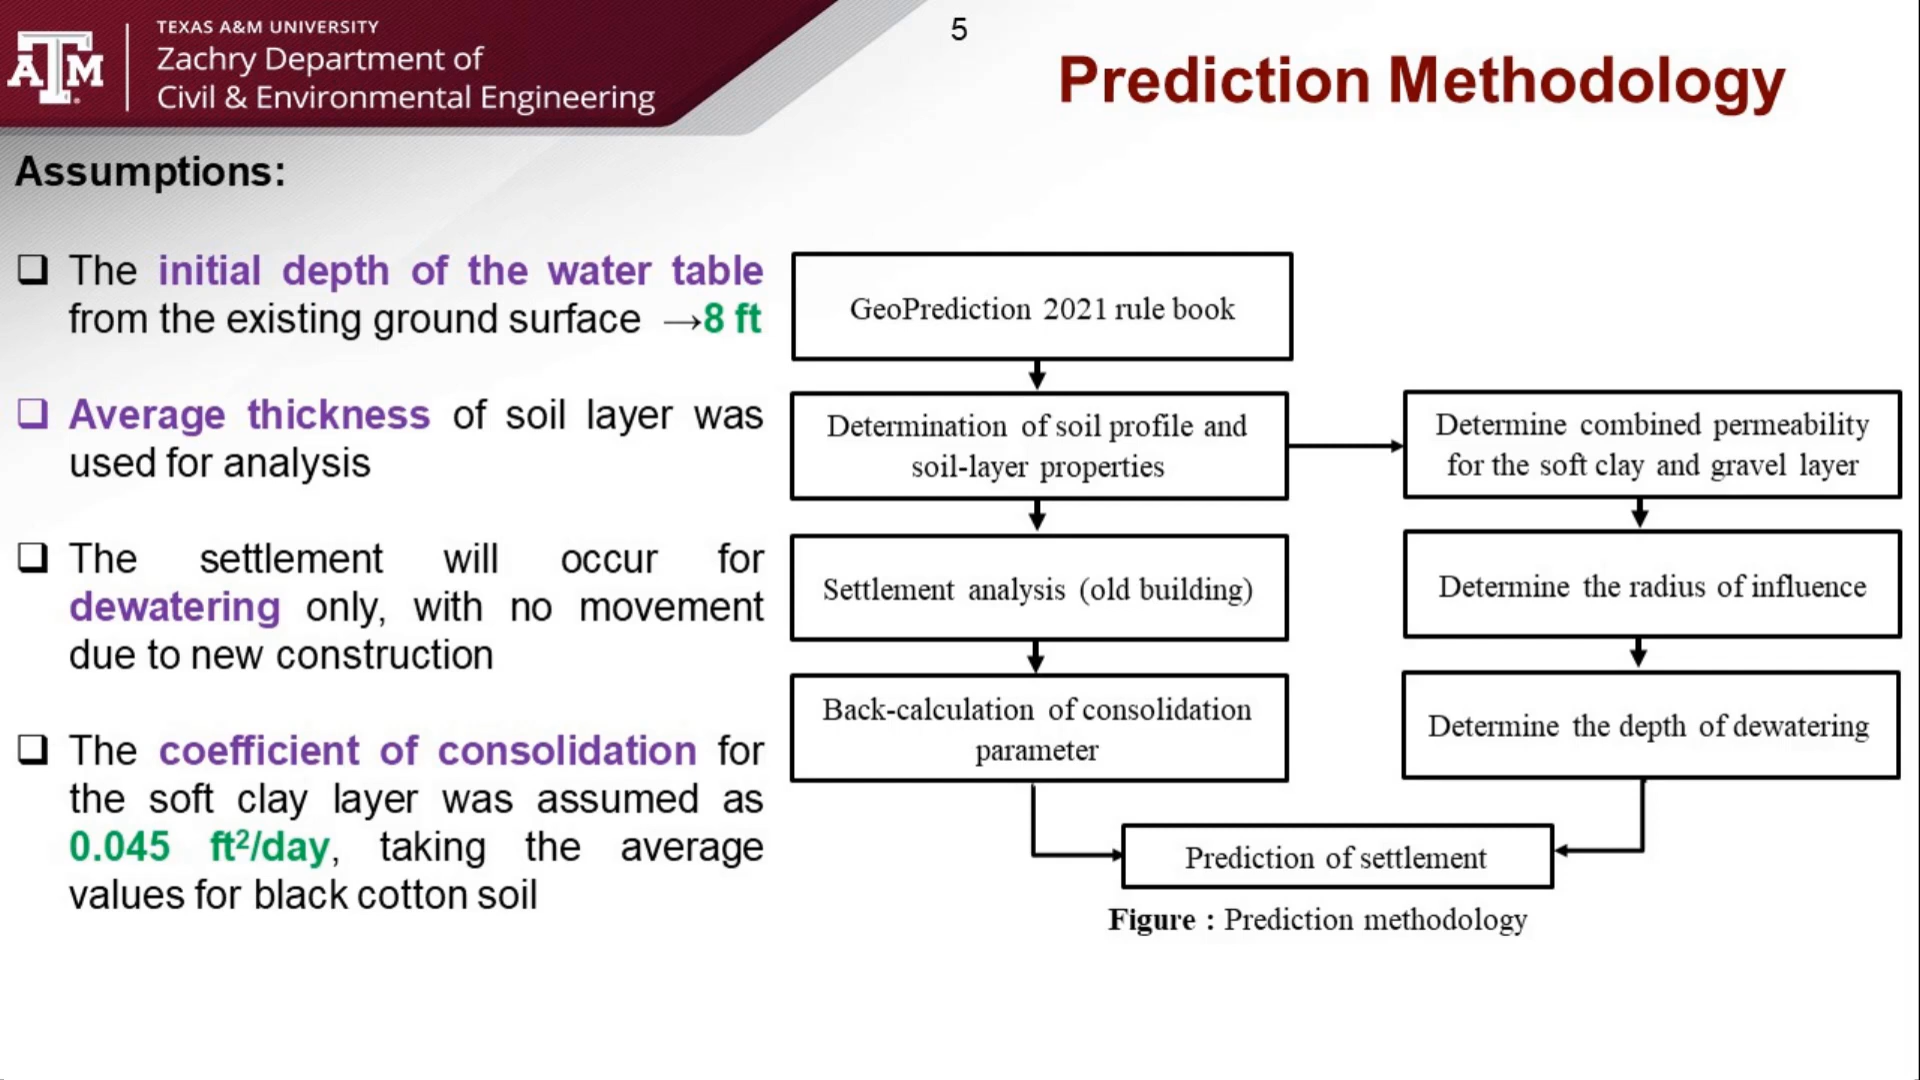 TEXAS A&M UNIVERSITY
Zachry Department of
Civil & Environmental Engineering
ATM
5
Prediction Methodology
Assumptions:
❑ The initial depth of the water table
from the existing ground surface →8 ft
❑ Average thickness of soil layer was
used for analysis
❑ The settlement will occur for
dewatering only, with no movement
due to new construction
❑ The coefficient of consolidation for
the soft clay layer was assumed as
0.045 ft²/day, taking the average
values for black cotton soil
GeoPrediction 2021 rule book
Determination of soil profile and
soil-layer properties
Settlement analysis (old building)
Back-calculation of consolidation
parameter
Determine combined permeability
for the soft clay and gravel layer
Determine the radius of influence
Determine the depth of dewatering
Prediction of settlement
Figure : Prediction methodology